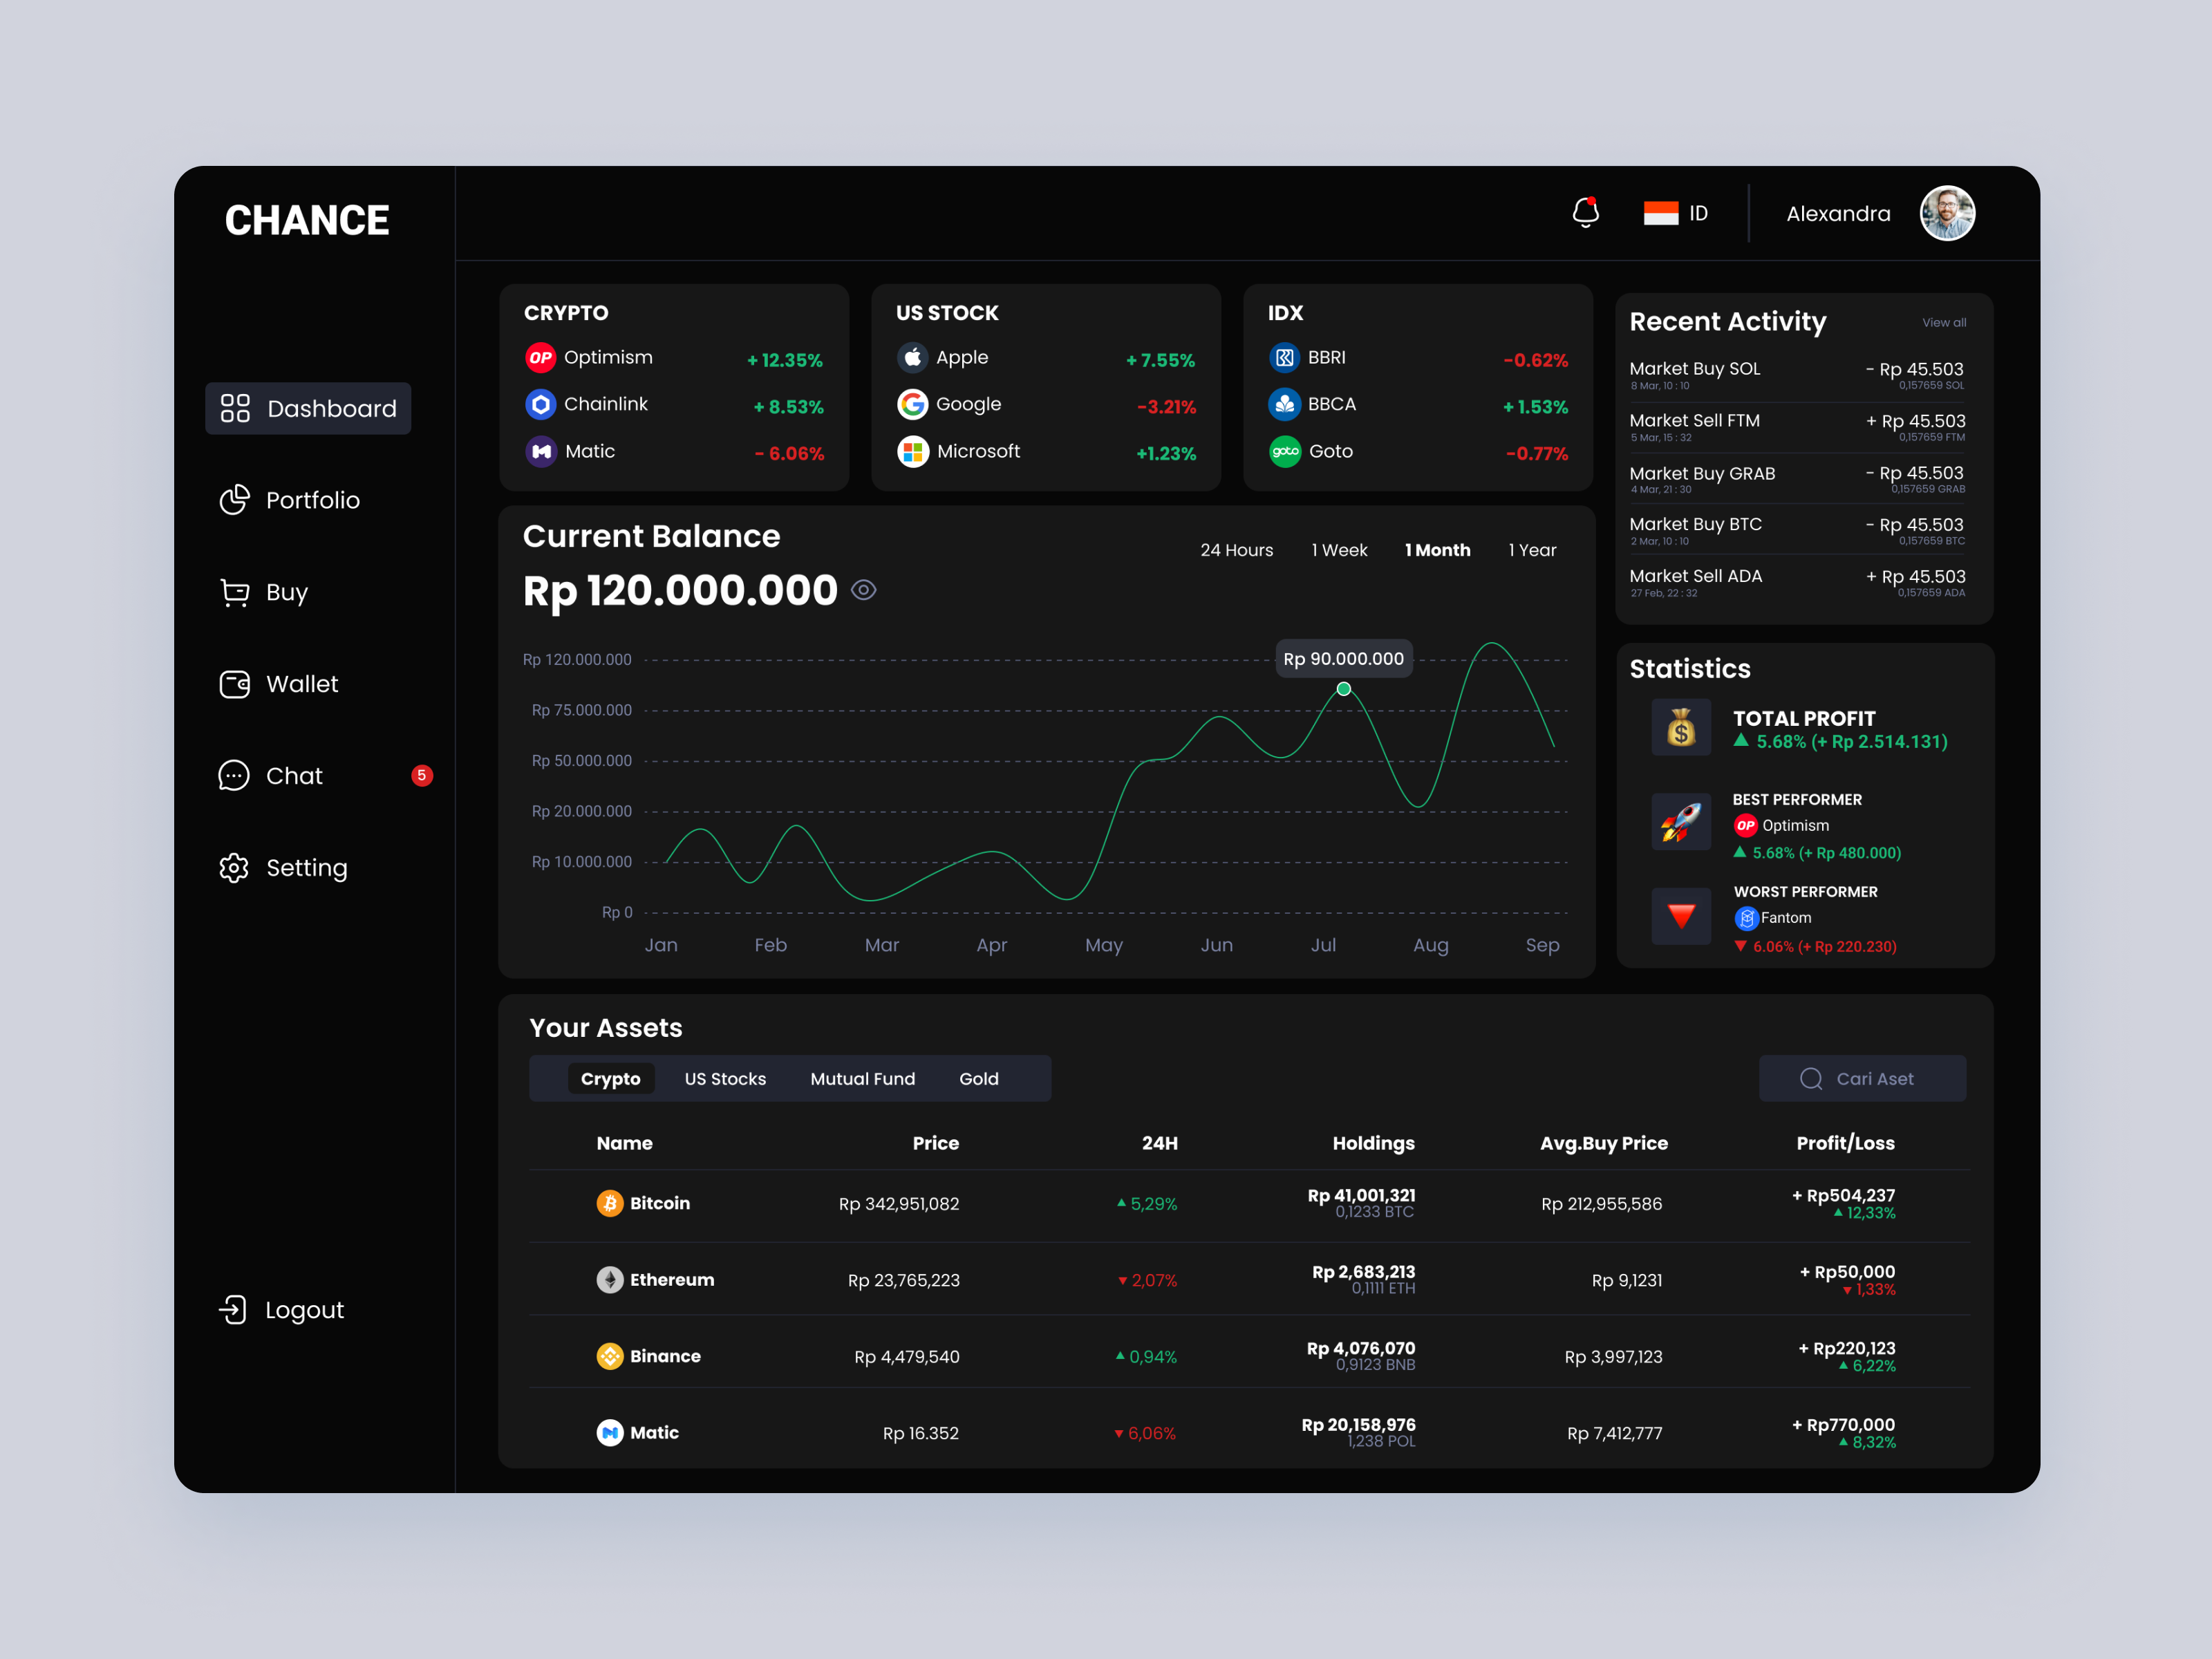 CHANCE
ID
Alexandra
Dashboard
Portfolio
Buy
Wallet
Chat
5
Setting
Logout
CRYPTO
OP Optimism + 12.35%
Chainlink + 8.53%
Matic - 6.06%
US STOCK
Apple + 7.55%
Google -3.21%
Microsoft +1.23%
IDX
BBRI -0.62%
BBCA + 1.53%
goto Goto -0.77%
Current Balance
Rp 120.000.000
24 Hours 1 Week 1 Month 1 Year
Rp 90.000.000
Rp 120.000.000
Rp 75.000.000
Rp 50.000.000
Rp 20.000.000
Rp 10.000.000
Rp 0
Jan Feb Mar Apr May Jun Jul Aug Sep
Recent Activity View all
Market Buy SOL - Rp 45.503
8 Mar, 10 : 10 0,157659 SOL
Market Sell FTM + Rp 45.503
5 Mar, 15 : 32 0,157659 FTM
Market Buy GRAB - Rp 45.503
4 Mar, 21 : 30 0,157659 GRAB
Market Buy BTC - Rp 45.503
2 Mar, 10 : 10 0,157659 BTC
Market Sell ADA + Rp 45.503
27 Feb, 22 : 32 0,157659 ADA
Statistics
TOTAL PROFIT
5.68% (+ Rp 2.514.131)
BEST PERFORMER
OP Optimism
5.68% (+ Rp 480.000)
WORST PERFORMER
Fantom
6.06% (+ Rp 220.230)
Your Assets
Crypto US Stocks Mutual Fund Gold
Cari Aset
Name Price 24H Holdings Avg.Buy Price Profit/Loss
Bitcoin Rp 342,951,082 5,29% Rp 41,001,321 Rp 212,955,586 + Rp504,237
0,1233 BTC 12,33%
Ethereum Rp 23,765,223 2,07% Rp 2,683,213 Rp 9,1231 + Rp50,000
0,1111 ETH 1,33%
Binance Rp 4,479,540 0,94% Rp 4,076,070 Rp 3,997,123 + Rp220,123
0,9123 BNB 6,22%
Matic Rp 16.352 6,06% Rp 20,158,976 Rp 7,412,777 + Rp770,000
1,238 POL 8,32%